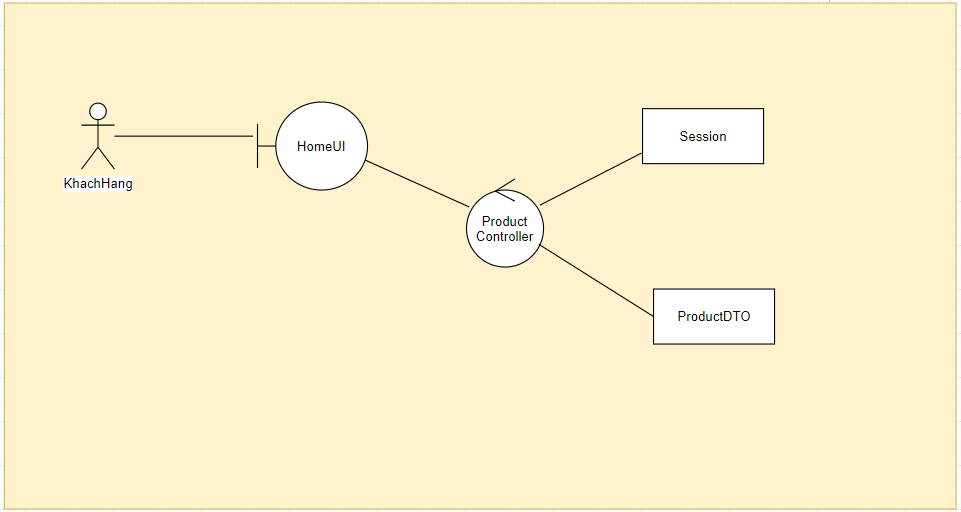 KhachHang
HomeUI
Product
Controller
Session
ProductDTO